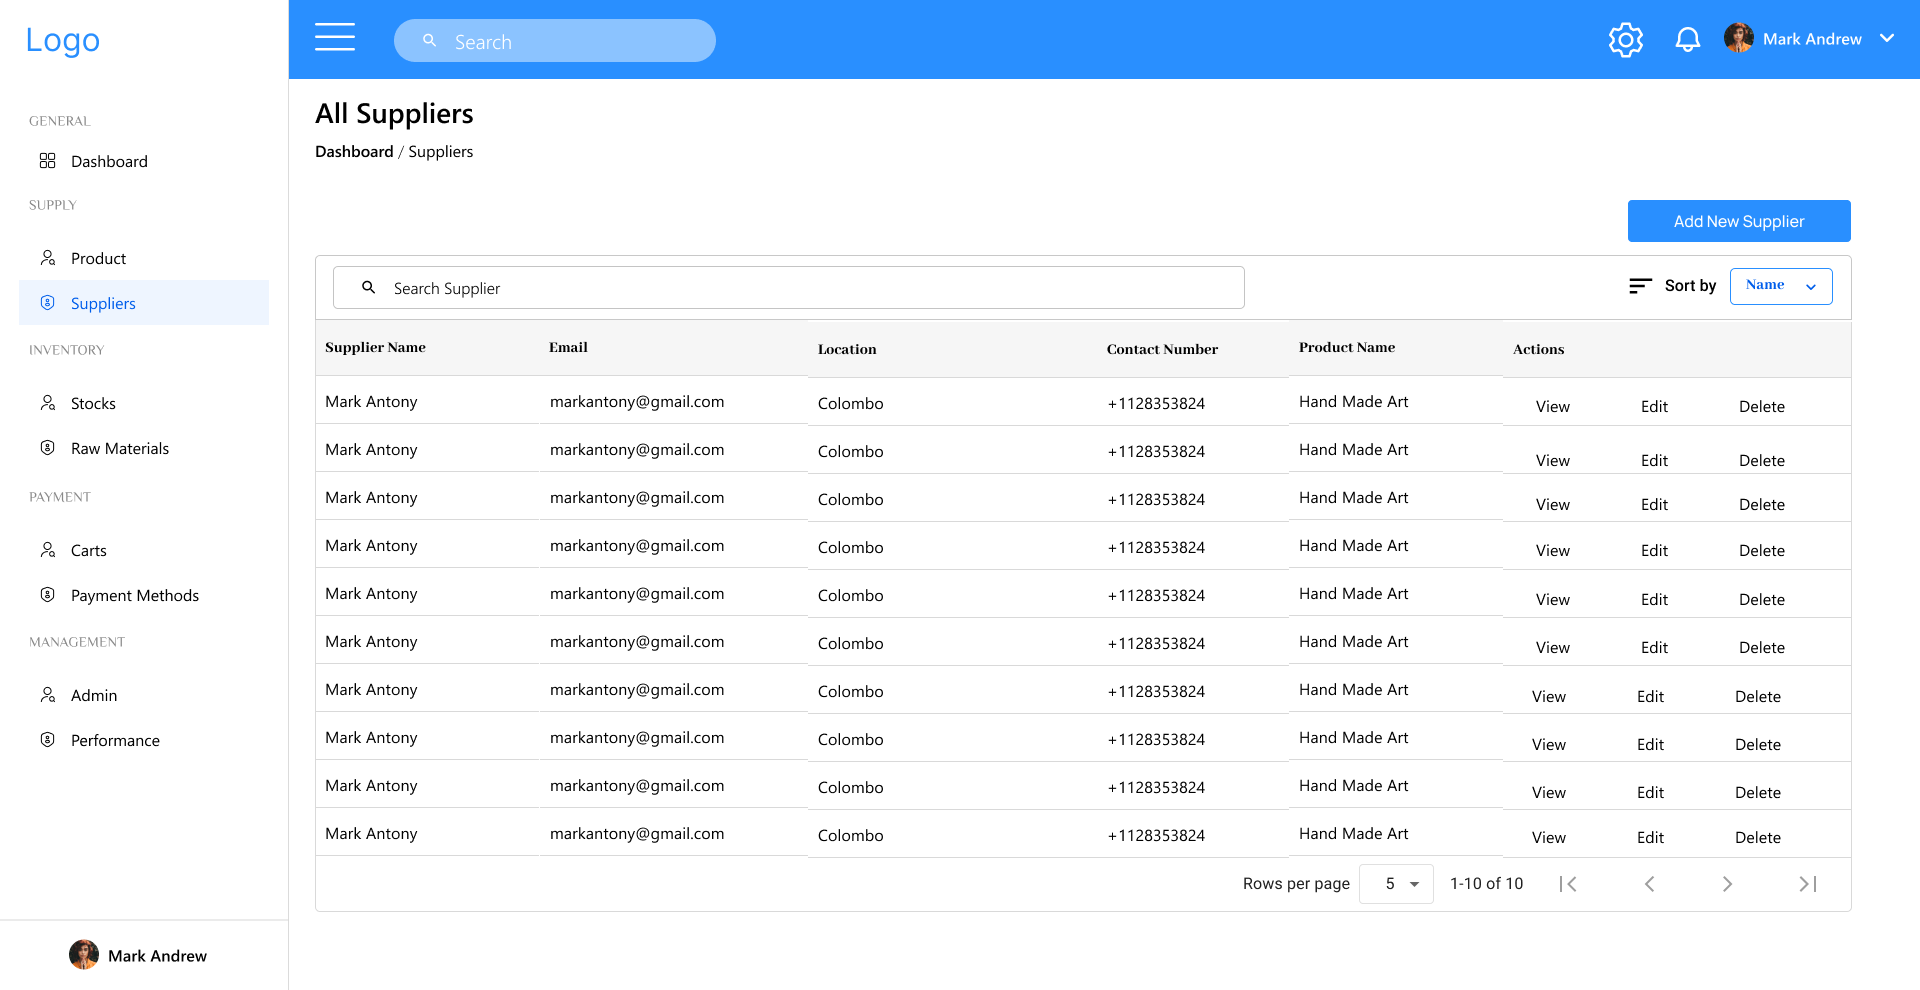 Logo
Search
Mark Andrew
GENERAL
Dashboard
SUPPLY
Product
Suppliers
INVENTORY
Stocks
Raw Materials
PAYMENT
Carts
Payment Methods
MANAGEMENT
Admin
Performance
Mark Andrew
All Suppliers
Dashboard / Suppliers
Add New Supplier
Search Supplier
Sort by Name
Supplier Name Email Location Contact Number Product Name Actions
Mark Antony markantony@gmail.com Colombo +1128353824 Hand Made Art View Edit Delete
Mark Antony markantony@gmail.com Colombo +1128353824 Hand Made Art View Edit Delete
Mark Antony markantony@gmail.com Colombo +1128353824 Hand Made Art View Edit Delete
Mark Antony markantony@gmail.com Colombo +1128353824 Hand Made Art View Edit Delete
Mark Antony markantony@gmail.com Colombo +1128353824 Hand Made Art View Edit Delete
Mark Antony markantony@gmail.com Colombo +1128353824 Hand Made Art View Edit Delete
Mark Antony markantony@gmail.com Colombo +1128353824 Hand Made Art View Edit Delete
Mark Antony markantony@gmail.com Colombo +1128353824 Hand Made Art View Edit Delete
Mark Antony markantony@gmail.com Colombo +1128353824 Hand Made Art View Edit Delete
Mark Antony markantony@gmail.com Colombo +1128353824 Hand Made Art View Edit Delete
Rows per page 5 1-10 of 10